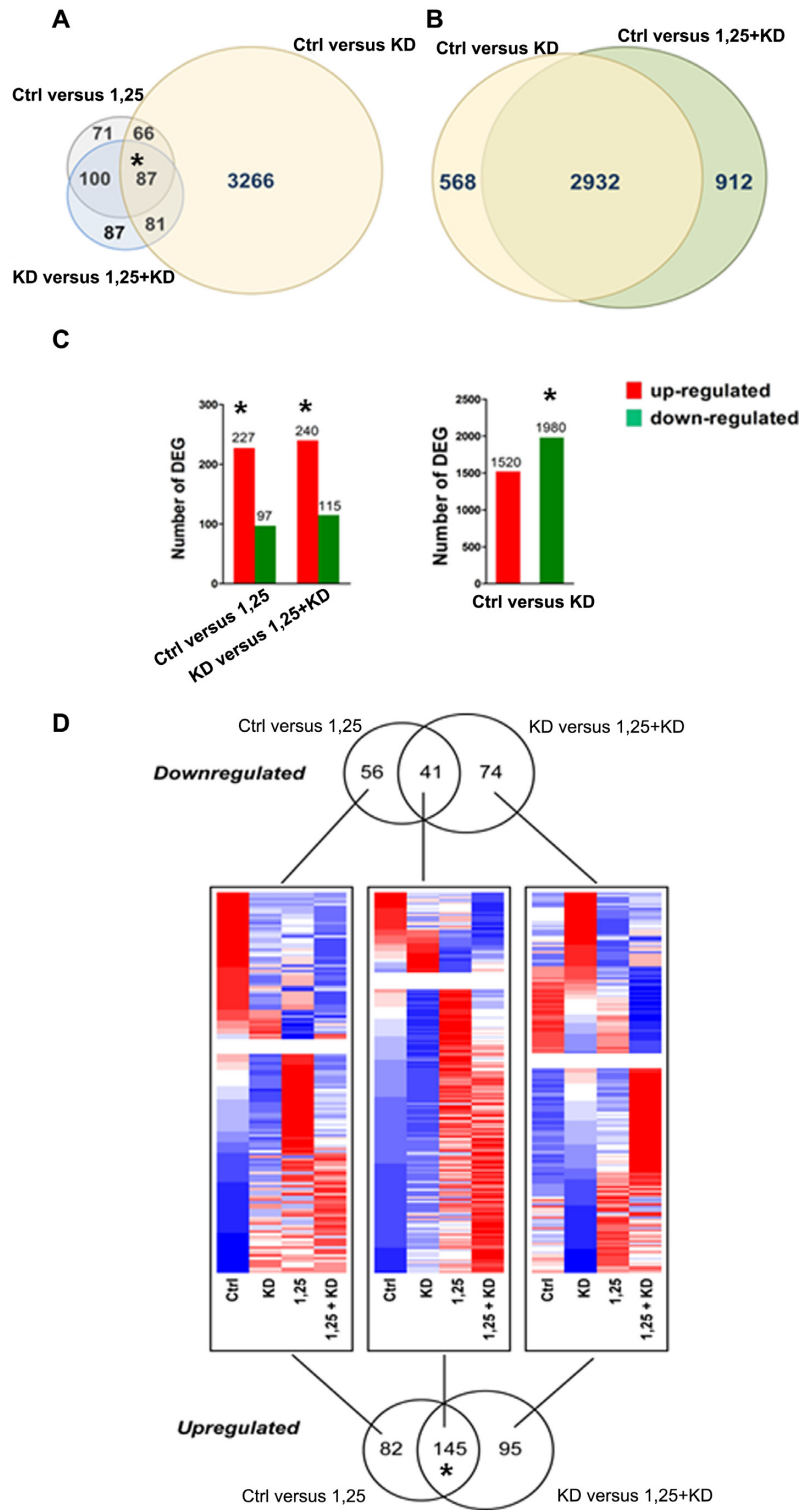 A
B
Ctrl versus KD
Ctrl versus 1,25+KD
Ctrl versus KD
Ctrl versus 1,25
71 66
*
100 87
3266
87 81
KD versus 1,25+KD
568 2932 912
C
Number of DEG
300
200
100
0
* *
227
97
240
115
Ctrl versus 1,25
KD versus 1,25+KD
Number of DEG
2500
2000
1500
1000
500
0
*
1520
1980
Ctrl versus KD
up-regulated
down-regulated
D
Ctrl versus 1,25
KD versus 1,25+KD
Downregulated
56 41 74
Ctrl KD 1,25 1,25 + KD
Ctrl KD 1,25 1,25 + KD
Ctrl KD 1,25 1,25 + KD
Upregulated
82 145 95
*
Ctrl versus 1,25
KD versus 1,25+KD